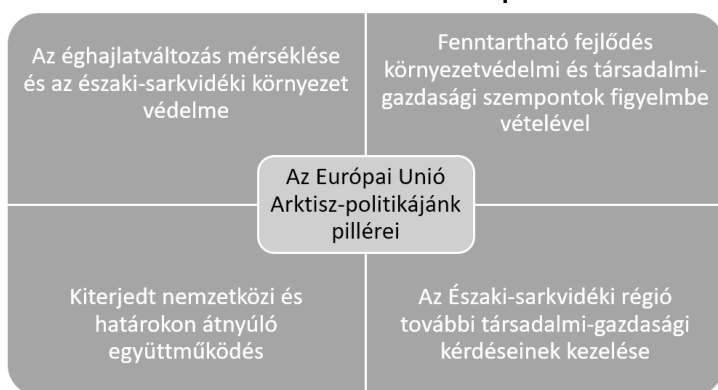 Az éghajlatváltozás mérséklése
és az északi-sarkvidéki környezet
védelme
Fenntartható fejlődés
környezetvédelmi és társadalmi-
gazdasági szempontok figyelmbe
vételével
Az Európai Unió
Arktisz-politikájánk
pillérei
Kiterjedt nemzetközi és
határokon átnyúló
együttműködés
Az Északi-sarkvidéki régió
további társadalmi-gazdasági
kérdéseinek kezelése